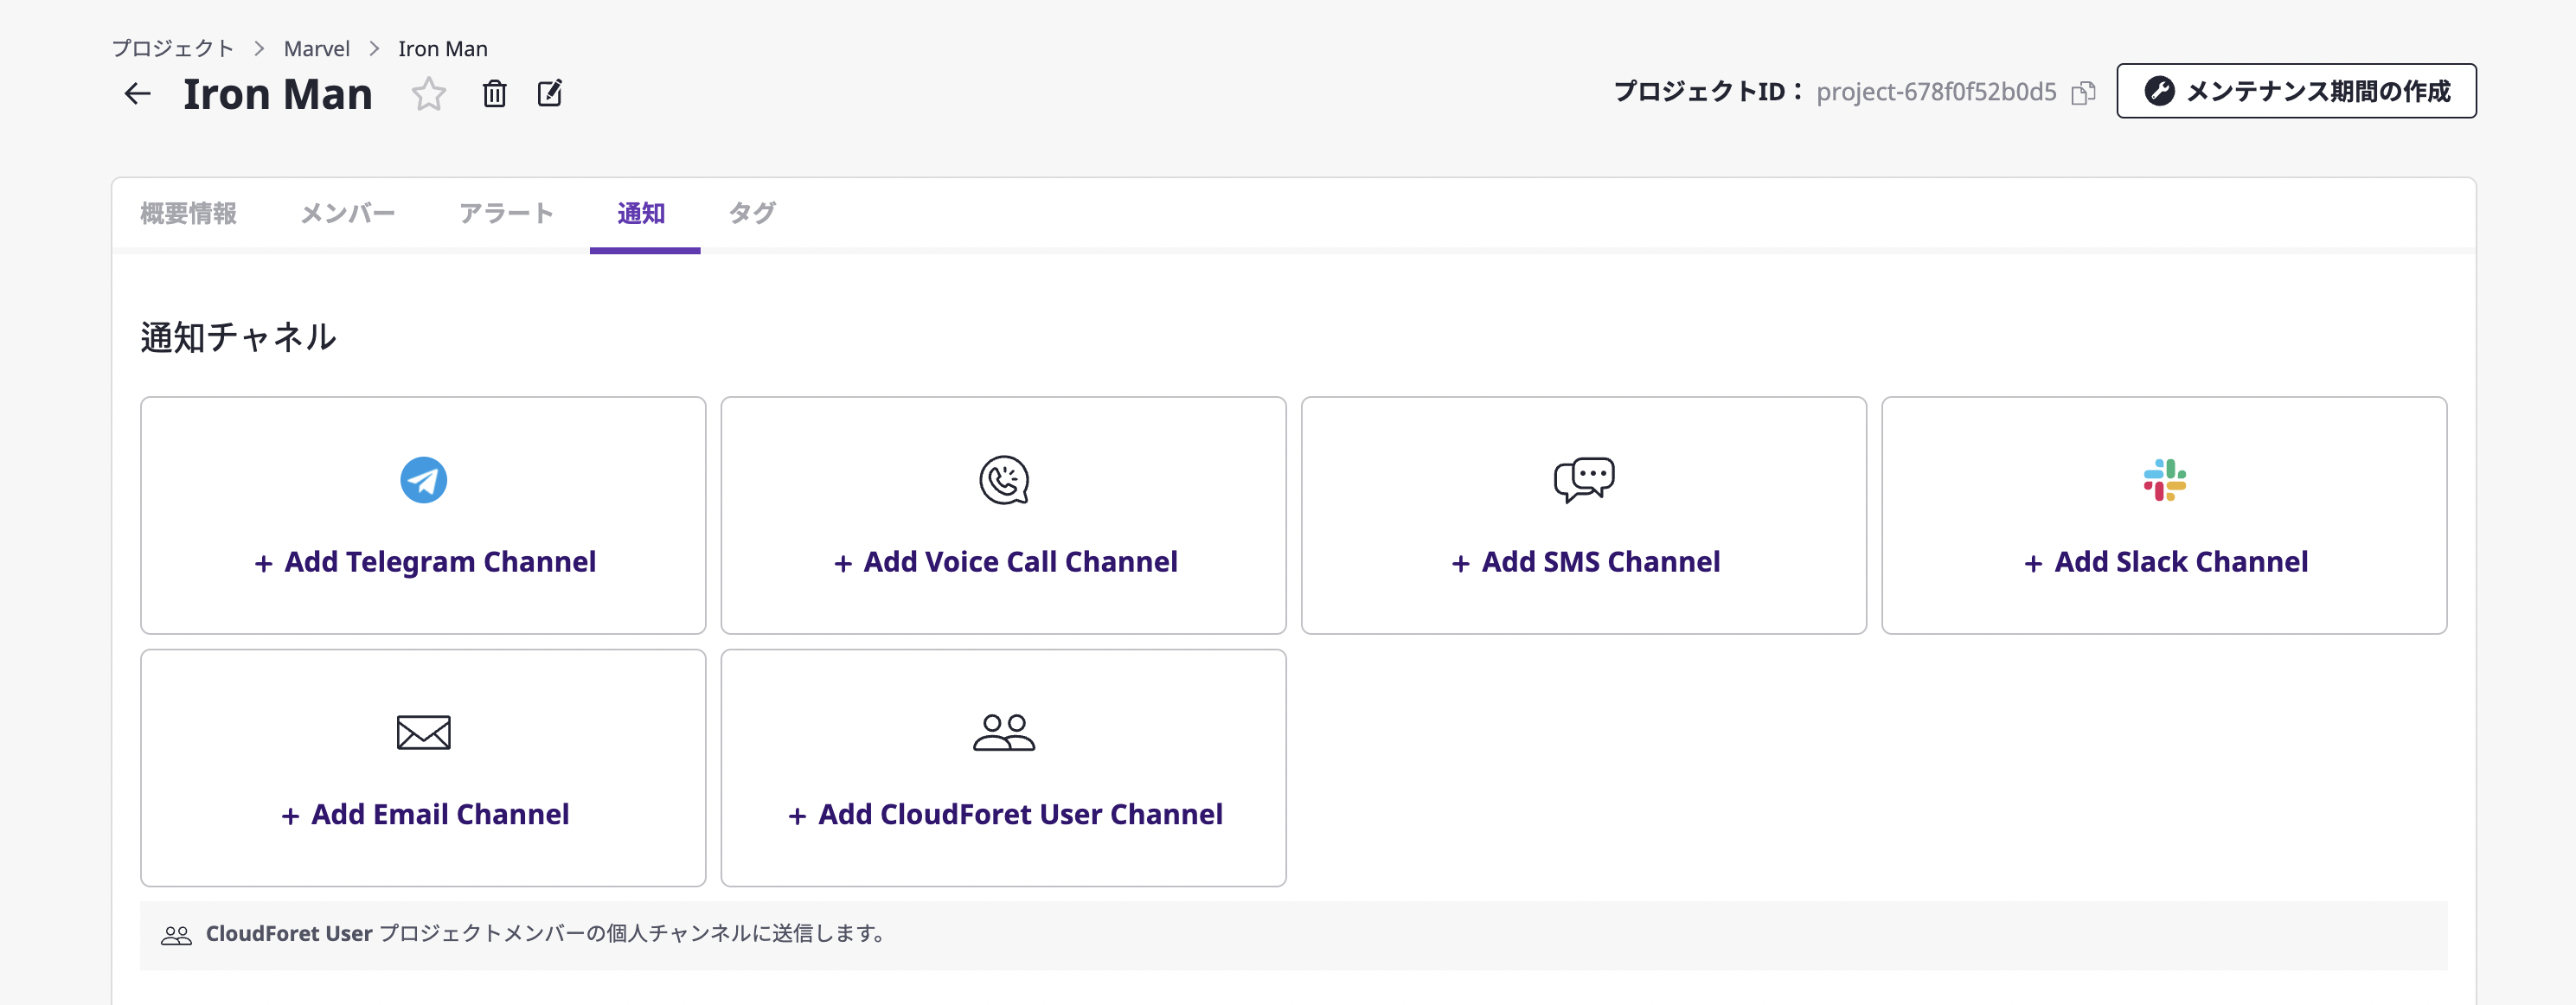 プロジェクト > Marvel > Iron Man
Iron Man
プロジェクトID： project-678f0f52b0d5
メンテナンス期間の作成
概要情報 メンバー アラート 通知 タグ
通知チャネル
+ Add Telegram Channel
+ Add Voice Call Channel
+ Add SMS Channel
+ Add Slack Channel
+ Add Email Channel
+ Add CloudForet User Channel
CloudForet User プロジェクトメンバーの個人チャンネルに送信します。